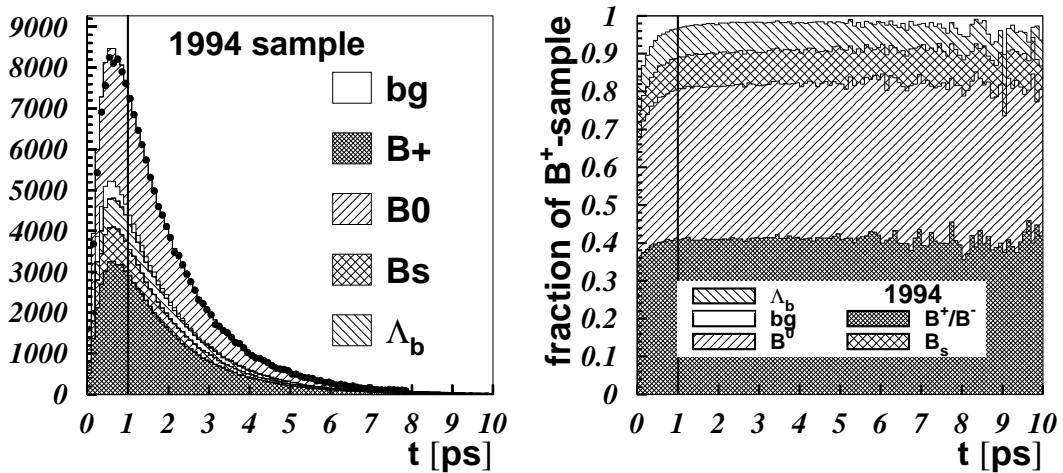 1994 sample
bg
B+
B0
Bs
Λb
9000
8000
7000
6000
5000
4000
3000
2000
1000
0
0 1 2 3 4 5 6 7 8 9 10
t [ps]
fraction of B+-sample
1
0.9
0.8
0.7
0.6
0.5
0.4
0.3
0.2
0.1
0
Λb
bg
B0
1994
B+/B-
Bs
0 1 2 3 4 5 6 7 8 9 10
t [ps]